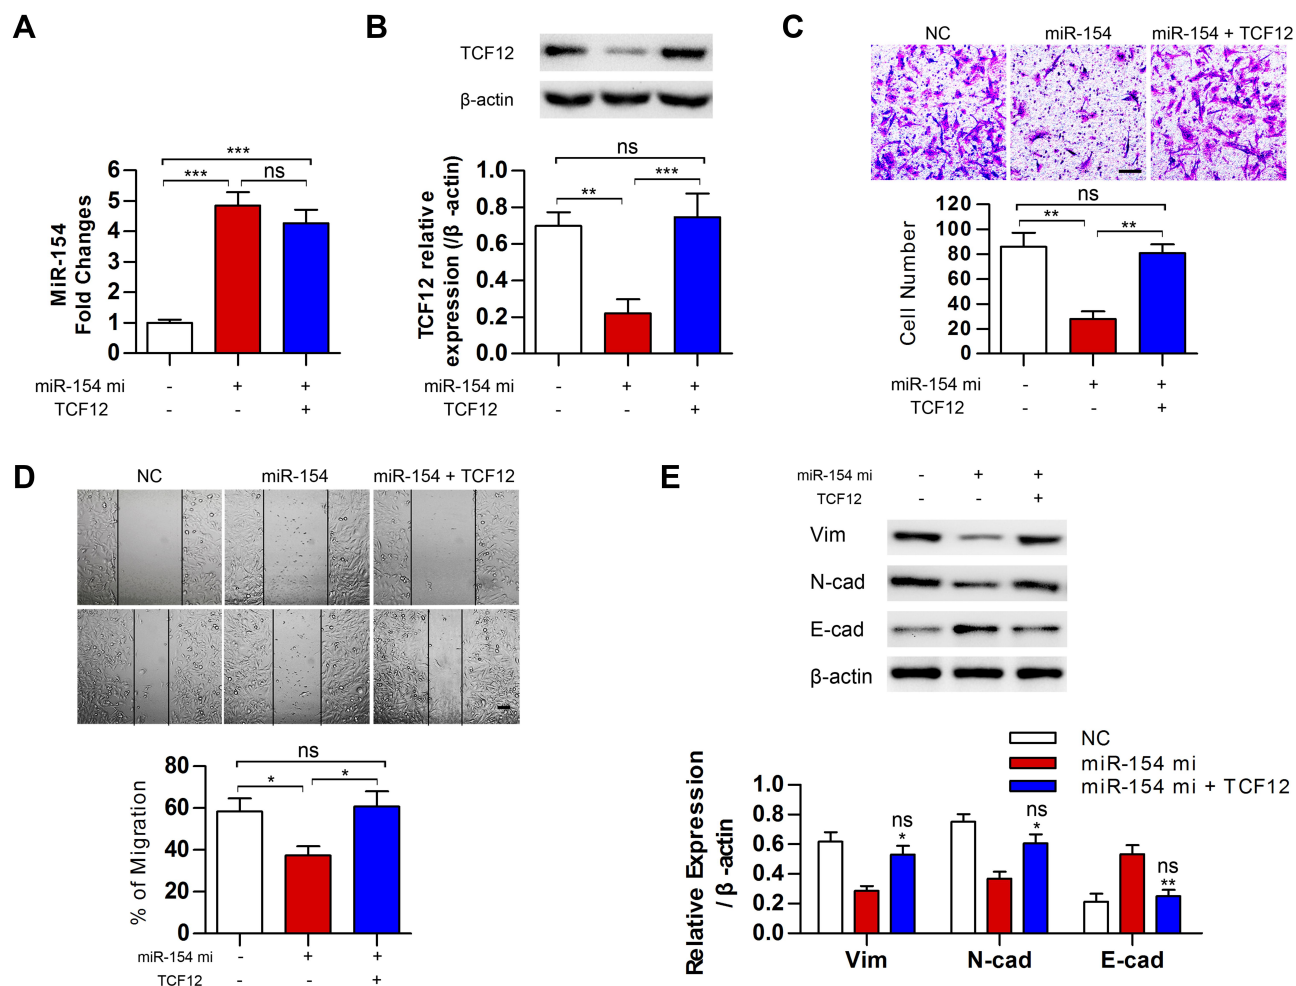 A
***
***
ns
6
5
4
3
2
1
0
MiR-154
Fold Changes
miR-154 mi - + +
TCF12 - - +
B
TCF12
β-actin
ns
**
***
1.0
0.8
0.6
0.4
0.2
0.0
TCF12 relative
expression (/β -actin)
miR-154 mi - + +
TCF12 - - +
C
NC miR-154 miR-154 + TCF12
ns
**
**
120
100
80
60
40
20
0
Cell Number
miR-154 mi - + +
TCF12 - - +
D
NC miR-154 miR-154 + TCF12
ns
*
*
80
60
40
20
0
% of Migration
miR-154 mi - + +
TCF12 - - +
E
miR-154 mi - + +
TCF12 - - +
Vim
N-cad
E-cad
β-actin
NC
miR-154 mi
miR-154 mi + TCF12
1.0
0.8
0.6
0.4
0.2
0.0
Relative Expression
/ β -actin
ns
*
ns
*
ns
**
Vim N-cad E-cad